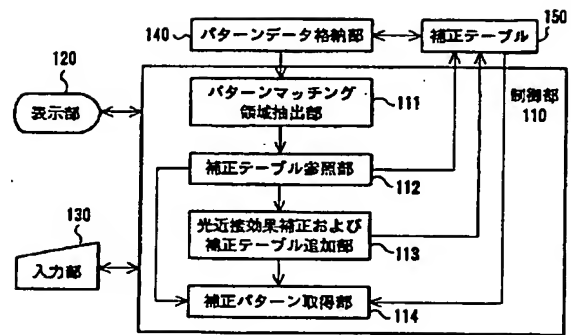 140
パターンデータ格納部
補正テーブル
150
120
表示部
制御部
110
パターンマッチング
領域抽出部
111
補正テーブル参照部
112
130
入力部
光近接効果補正および
補正テーブル追加部
113
補正パターン取得部
114